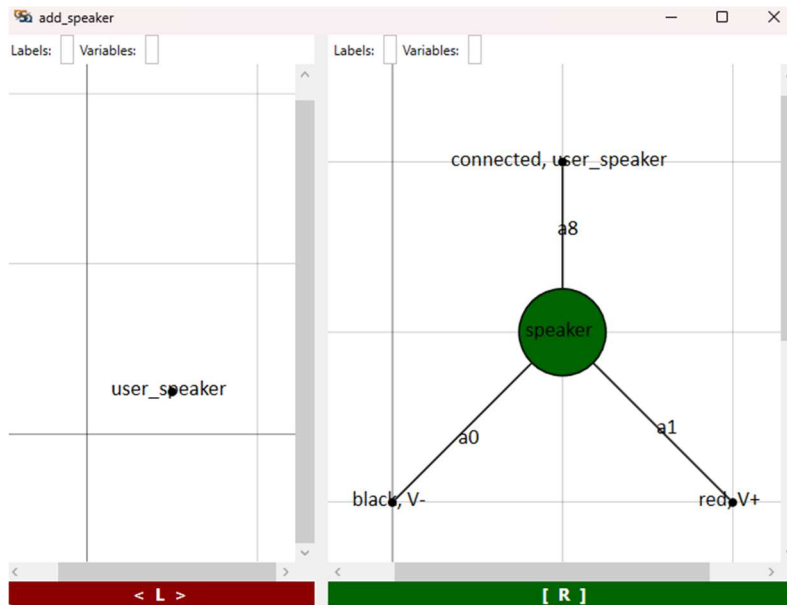 add_speaker
Labels: Variables:
Labels: Variables:
connected, user_speaker
a8
speaker
user_speaker
a0
a1
black, V-
red, V+
< L >
[ R ]